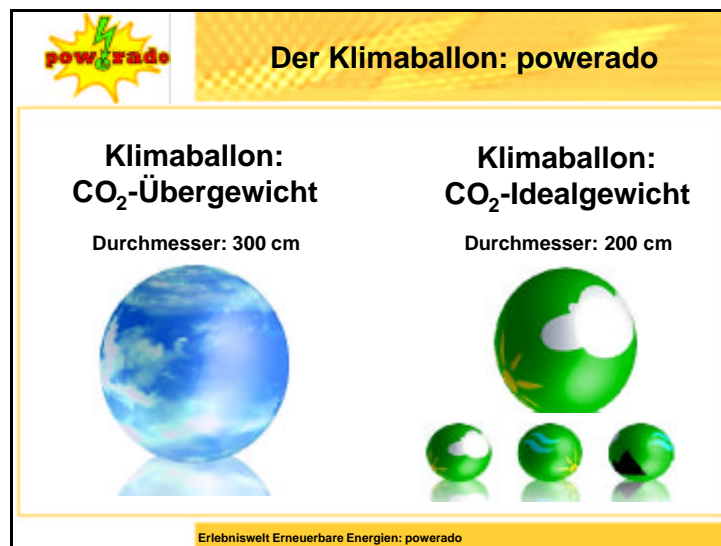 powerado
Der Klimaballon: powerado
Klimaballon:
CO₂-Übergewicht
Durchmesser: 300 cm
Klimaballon:
CO₂-Idealgewicht
Durchmesser: 200 cm
Erlebniswelt Erneuerbare Energien: powerado